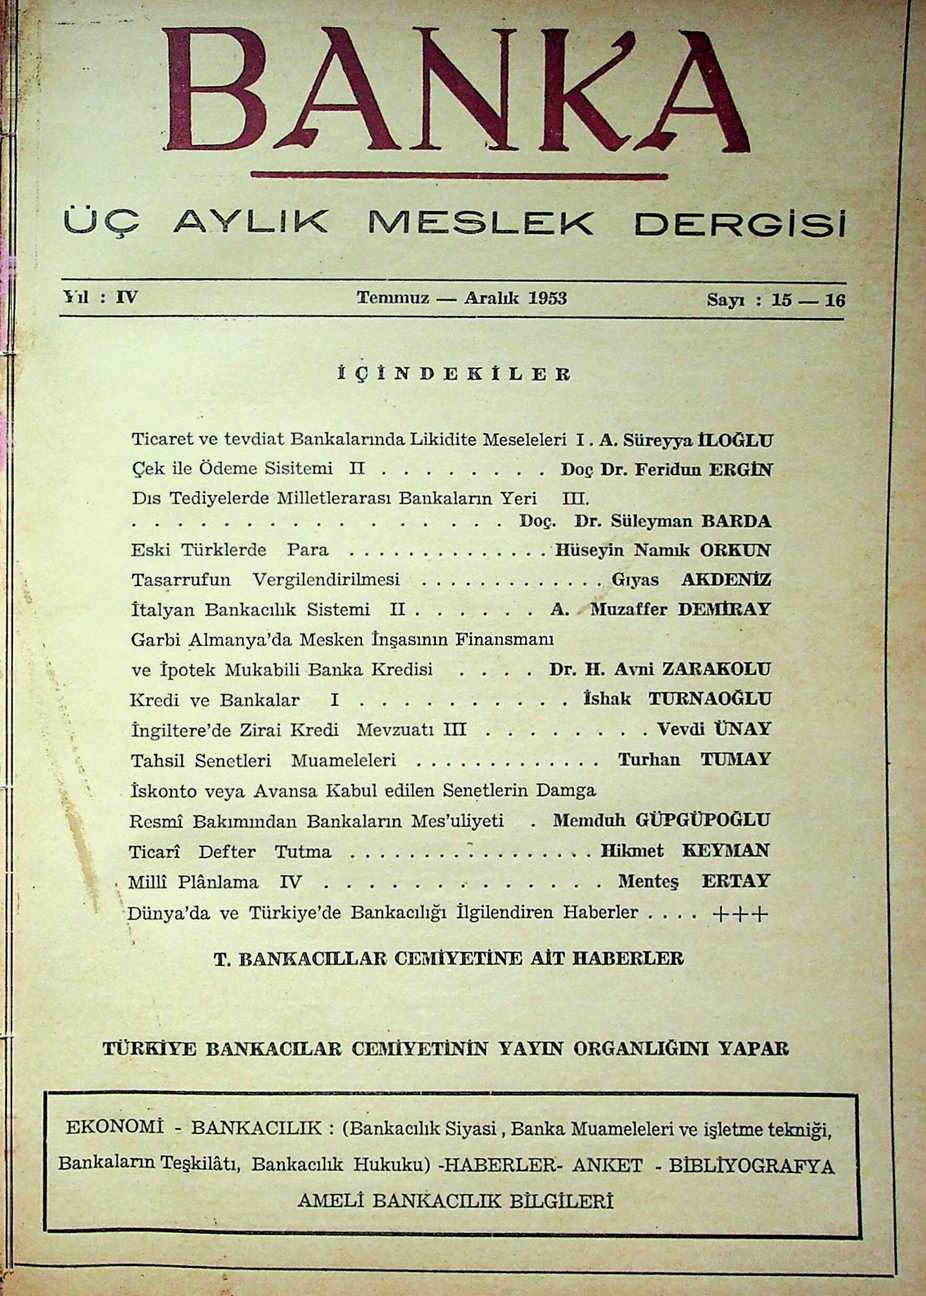 BANKA
ÜÇ AYLIK MESLEK DERGİSİ
Yıl : IV Temmuz — Aralık 1953 Sayı : 15 — 16
İÇİNDEKİLER
Ticaret ve tevdiat Bankalarında Likidite Meseleleri I . A. Süreyya İLOĞLU
Çek ile Ödeme Sisitemi II . . . . . . . . Doç Dr. Feridun ERGİN
Dıs Tediyelerde Milletlerarası Bankaların Yeri III.
. . . . . . . . . . . . . . . . . Doç. Dr. Süleyman BARDA
Eski Türklerde Para . . . . . . . . . . . . . Hüseyin Namık ORKUN
Tasarrufun Vergilendirilmesi . . . . . . . . . . . . . Gıyas AKDENİZ
İtalyan Bankacılık Sistemi II . . . . . . A. Muzaffer DEMİRAY
Garbi Almanya'da Mesken İnşasının Finansmanı
ve İpotek Mukabili Banka Kredisi . . . . Dr. H. Avni ZARAKOLU
Kredi ve Bankalar I . . . . . . . . . . İshak TURNAOĞLU
İngiltere'de Zirai Kredi Mevzuatı III . . . . . . . . Vevdi ÜNAY
Tahsil Senetleri Muameleleri . . . . . . . . . . . . . Turhan TUMAY
İskonto veya Avansa Kabul edilen Senetlerin Damga
Resmî Bakımından Bankaların Mes'uliyeti . Memduh GÜPGÜPOĞLU
Ticarî Defter Tutma . . . . . . . . . . . . . . . . . Hikmet KEYMAN
Millî Plânlama IV . . . . . . . . . . . . . Menteş ERTAY
Dünya'da ve Türkiye'de Bankacılığı İlgilendiren Haberler . . . . +++
T. BANKACILLAR CEMİYETİNE AİT HABERLER
TÜRKİYE BANKACILAR CEMİYETİNİN YAYIN ORGANLIĞINI YAPAR
EKONOMİ - BANKACILIK : (Bankacılık Siyasi , Banka Muameleleri ve işletme tekniği,
Bankaların Teşkilâtı, Bankacılık Hukuku) -HABERLER- ANKET - BİBLİYOGRAFYA
AMELİ BANKACILIK BİLGİLERİ